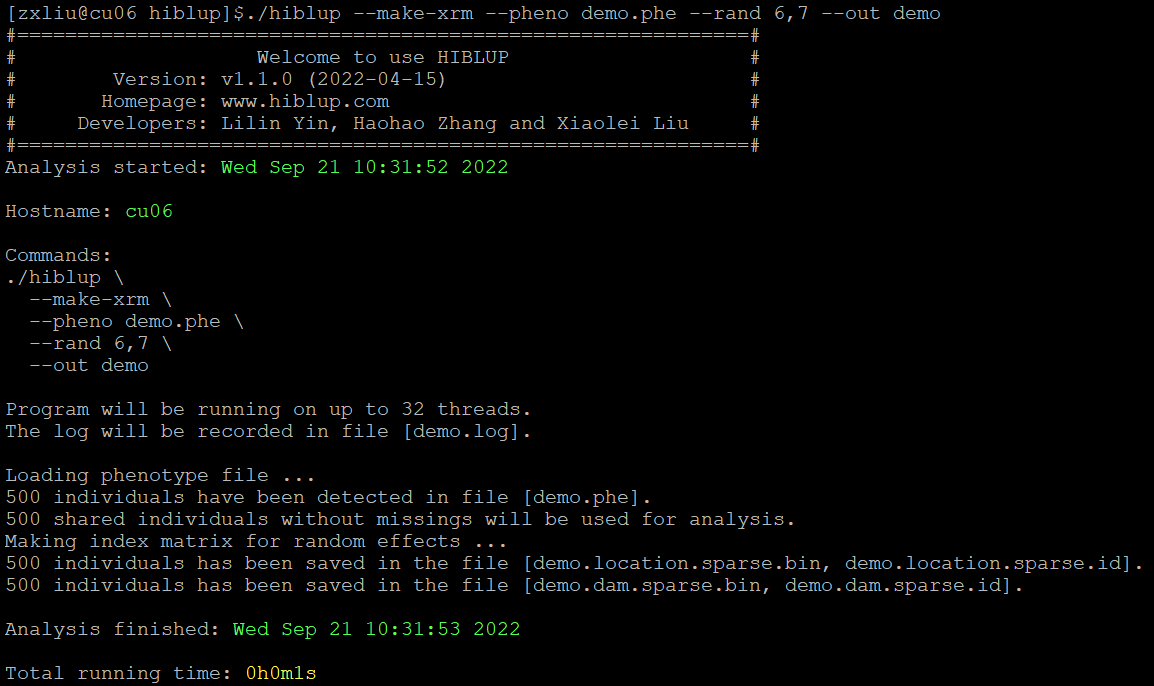 [zxliu@cu06 hiblup]$./hiblup --make-xrm --pheno demo.phe --rand 6,7 --out demo
#=============================================================#
#                    Welcome to use HIBLUP                    #
#        Version: v1.1.0 (2022-04-15)                         #
#       Homepage: www.hiblup.com                              #
#     Developers: Lilin Yin, Haohao Zhang and Xiaolei Liu     #
#=============================================================#
Analysis started: Wed Sep 21 10:31:52 2022
Hostname: cu06
Commands:
./hiblup \
  --make-xrm \
  --pheno demo.phe \
  --rand 6,7 \
  --out demo
Program will be running on up to 32 threads.
The log will be recorded in file [demo.log].
Loading phenotype file ...
500 individuals have been detected in file [demo.phe].
500 shared individuals without missings will be used for analysis.
Making index matrix for random effects ...
500 individuals has been saved in the file [demo.location.sparse.bin, demo.location.sparse.id].
500 individuals has been saved in the file [demo.dam.sparse.bin, demo.dam.sparse.id].
Analysis finished: Wed Sep 21 10:31:53 2022
Total running time: 0h0m1s